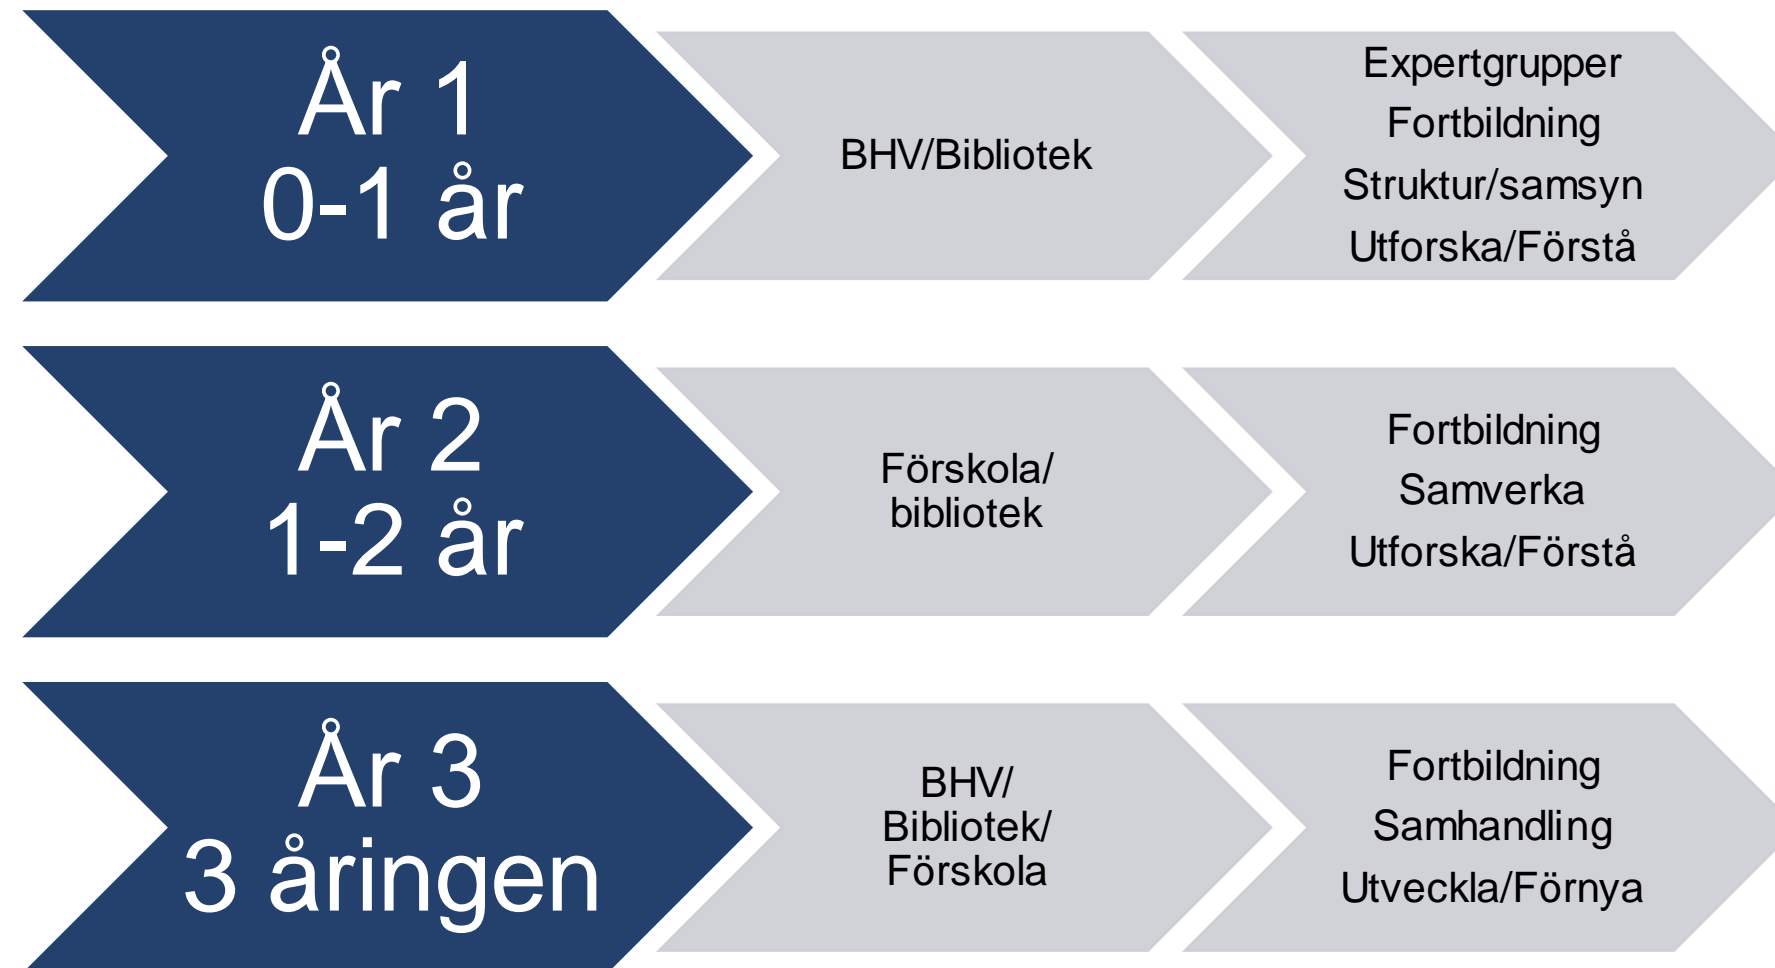 År 1
0-1 år
BHV/Bibliotek
Expertgrupper
Fortbildning
Struktur/samsyn
Utforska/Förstå
År 2
1-2 år
Förskola/
bibliotek
Fortbildning
Samverka
Utforska/Förstå
År 3
3 åringen
BHV/
Bibliotek/
Förskola
Fortbildning
Samhandling
Utveckla/Förnya